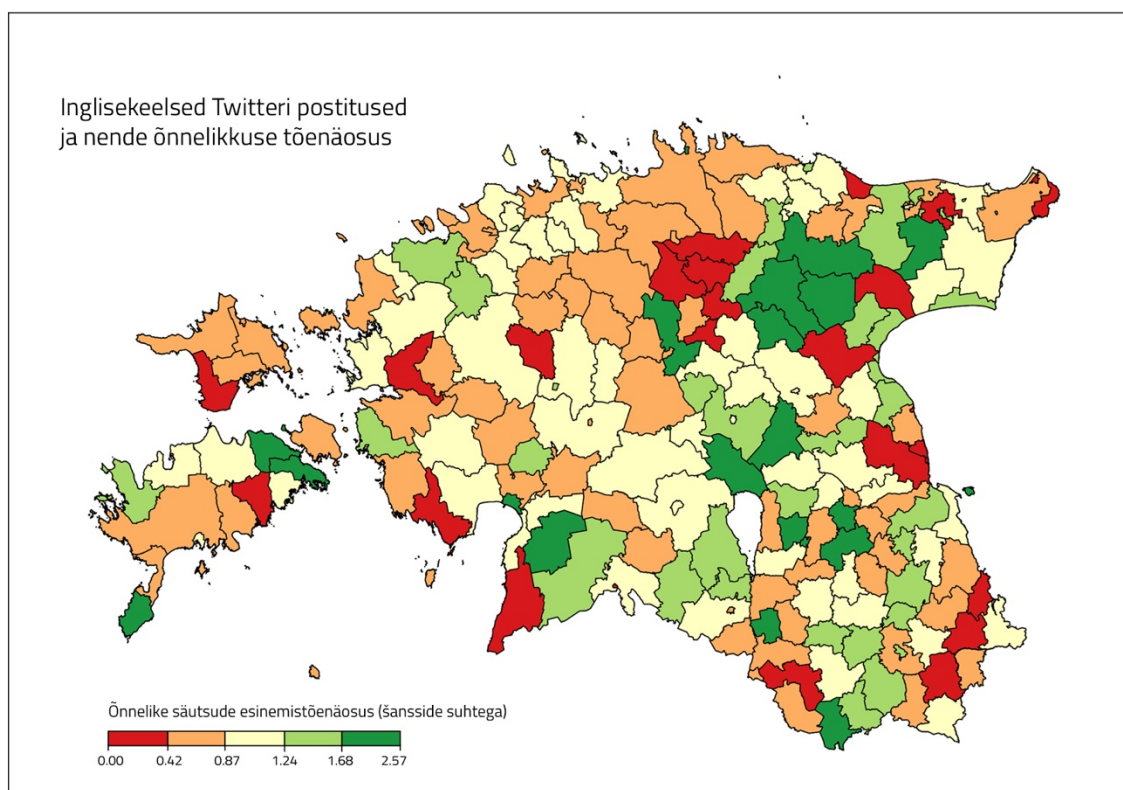 Inglisekeelsed Twitteri postitused
ja nende õnnelikkuse tõenäosus
Õnnelike säutsude esinemistõenäosus (šansside suhtega)
0.00 0.42 0.87 1.24 1.68 2.57